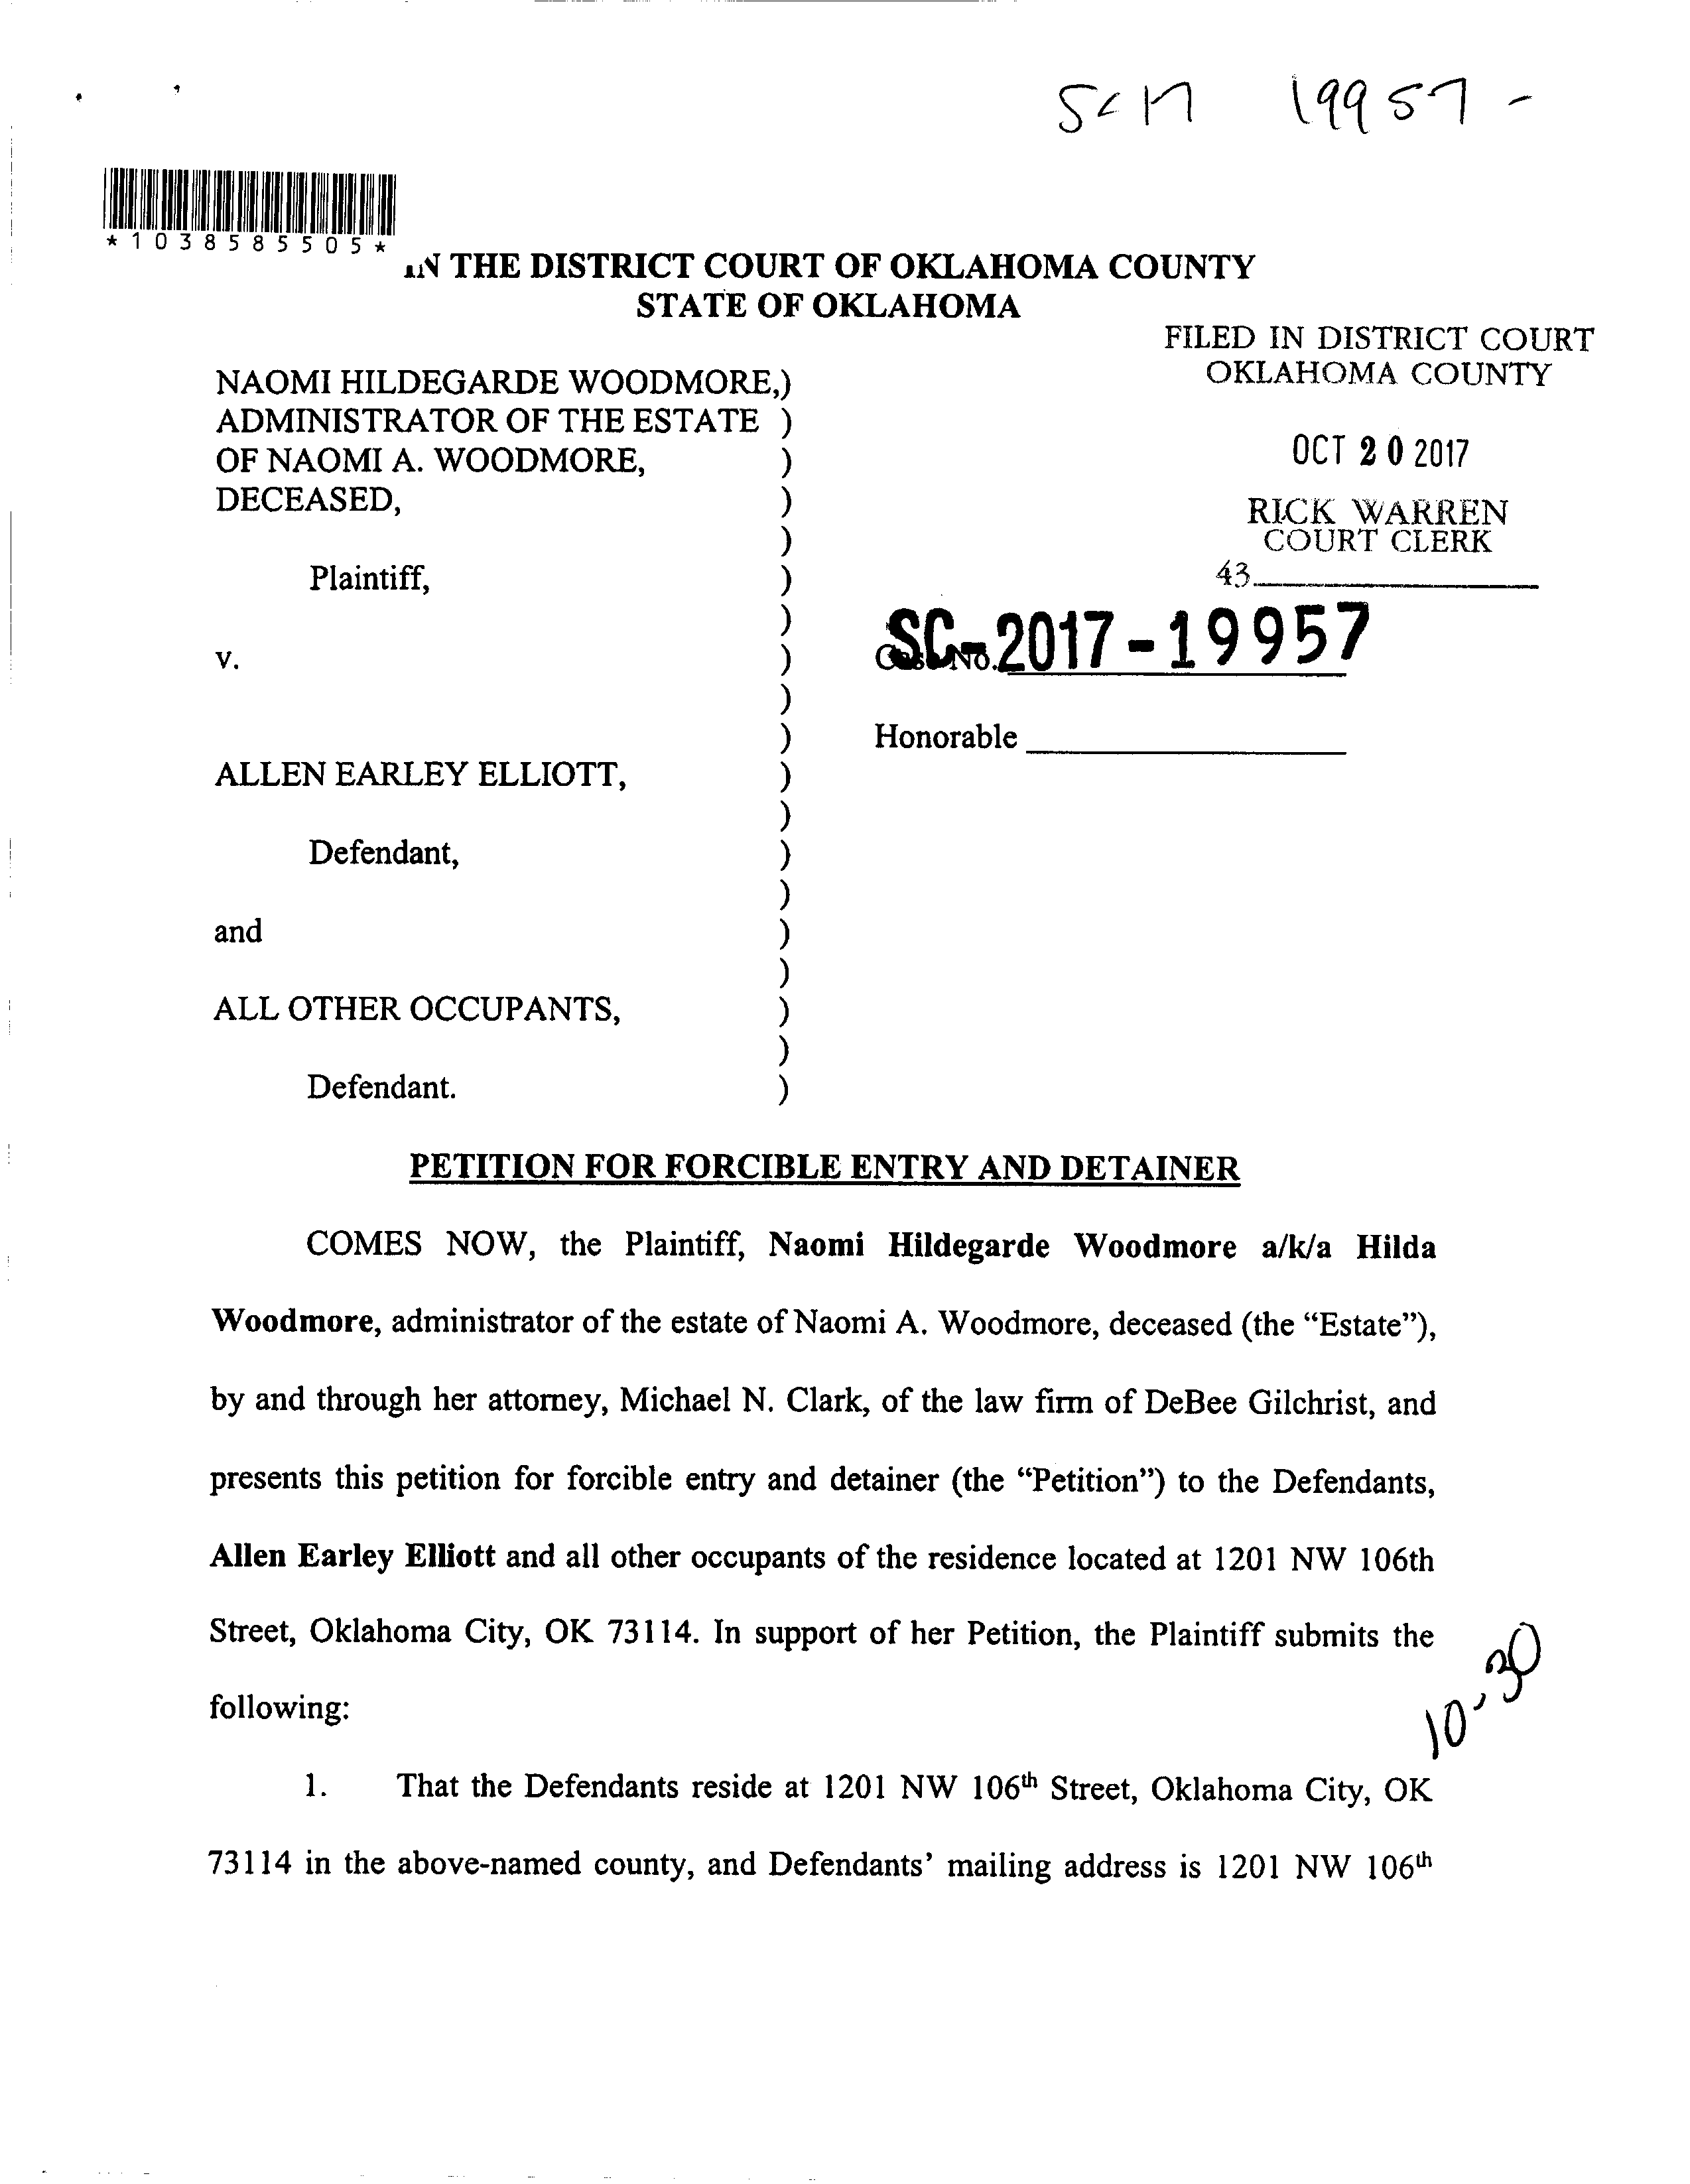 SC 17 19957 -
*1038585505*
IN THE DISTRICT COURT OF OKLAHOMA COUNTY
STATE OF OKLAHOMA
FILED IN DISTRICT COURT
OKLAHOMA COUNTY
OCT 20 2017
RICK WARREN
COURT CLERK
43
NAOMI HILDEGARDE WOODMORE,)
ADMINISTRATOR OF THE ESTATE )
OF NAOMI A. WOODMORE, )
DECEASED, )
)
Plaintiff, )
)
v. )
)
)
ALLEN EARLEY ELLIOTT, )
)
Defendant, )
)
and )
)
ALL OTHER OCCUPANTS, )
)
Defendant. )
Case No. SC-2017-19957
Honorable
PETITION FOR FORCIBLE ENTRY AND DETAINER
COMES NOW, the Plaintiff, Naomi Hildegarde Woodmore a/k/a Hilda
Woodmore, administrator of the estate of Naomi A. Woodmore, deceased (the “Estate”),
by and through her attorney, Michael N. Clark, of the law firm of DeBee Gilchrist, and
presents this petition for forcible entry and detainer (the “Petition”) to the Defendants,
Allen Earley Elliott and all other occupants of the residence located at 1201 NW 106th
Street, Oklahoma City, OK 73114. In support of her Petition, the Plaintiff submits the
following:
10-30
1. That the Defendants reside at 1201 NW 106th Street, Oklahoma City, OK
73114 in the above-named county, and Defendants’ mailing address is 1201 NW 106th